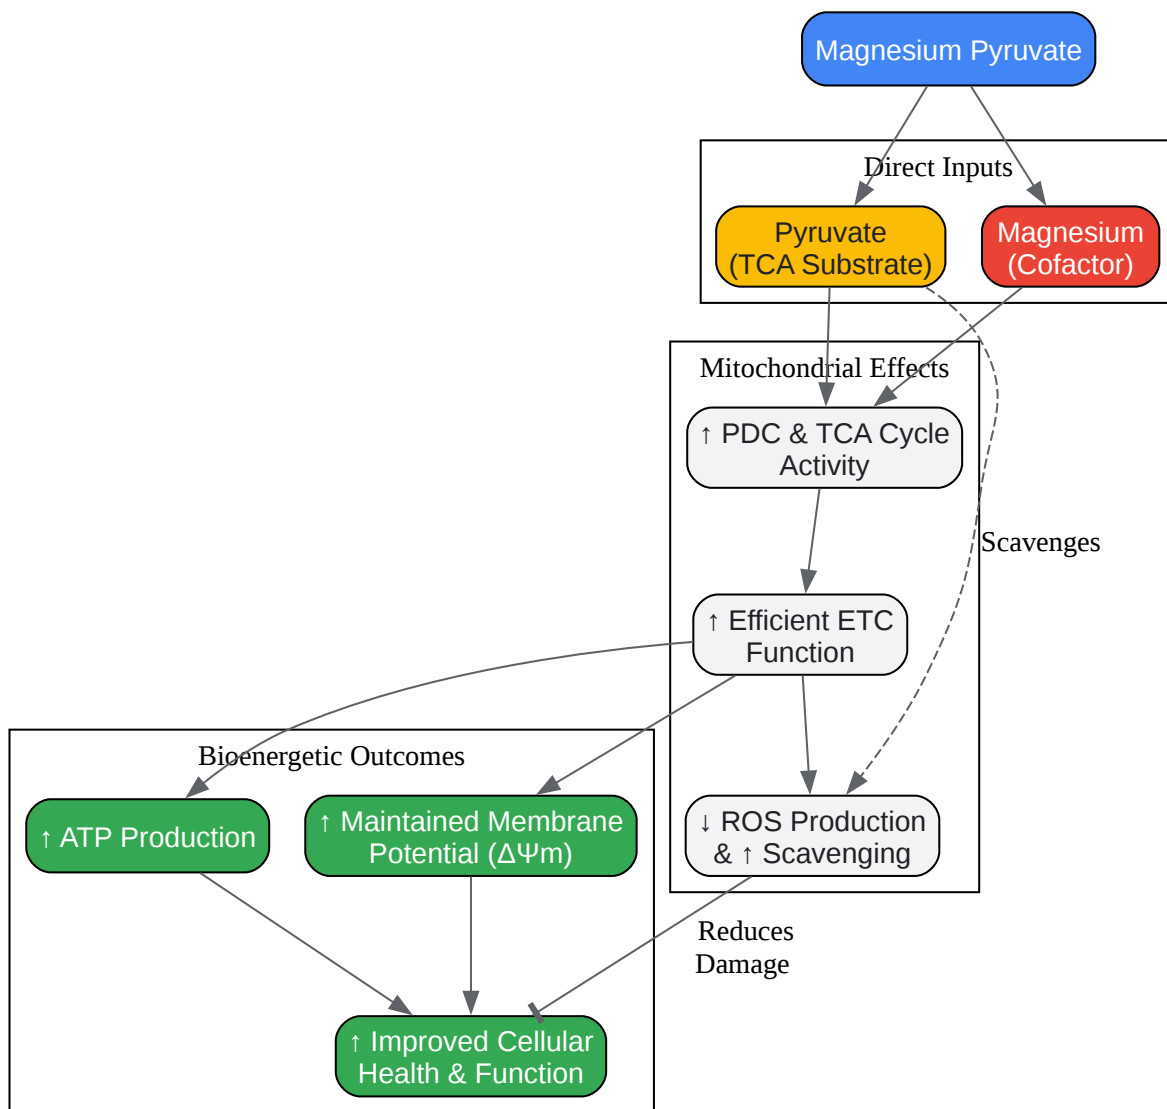 Magnesium Pyruvate
Direct Inputs
Pyruvate
(TCA Substrate)
Magnesium
(Cofactor)
Mitochondrial Effects
↑ PDC & TCA Cycle
Activity
Scavenges
↑ Efficient ETC
Function
Bioenergetic Outcomes
↑ ATP Production
↑ Maintained Membrane
Potential (ΔΨm)
↓ ROS Production
& ↑ Scavenging
Reduces
Damage
↑ Improved Cellular
Health & Function